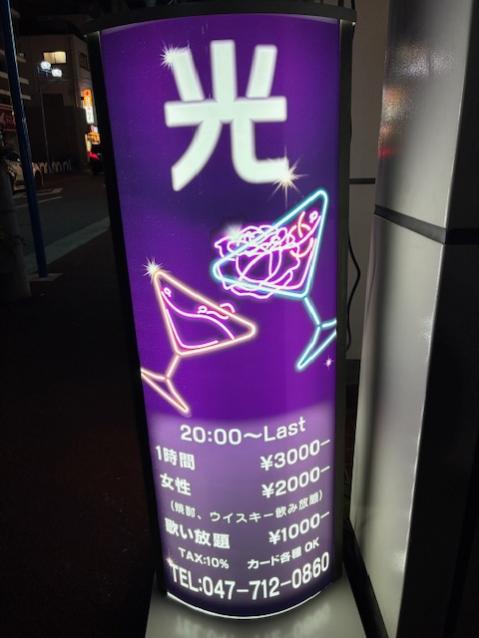 光
20:00〜Last
1時間 ¥3000-
女性 ¥2000-
(焼酎、ウイスキー飲み放題)
歌い放題 ¥1000-
TAX:10% カード各種OK
TEL:047-712-0860